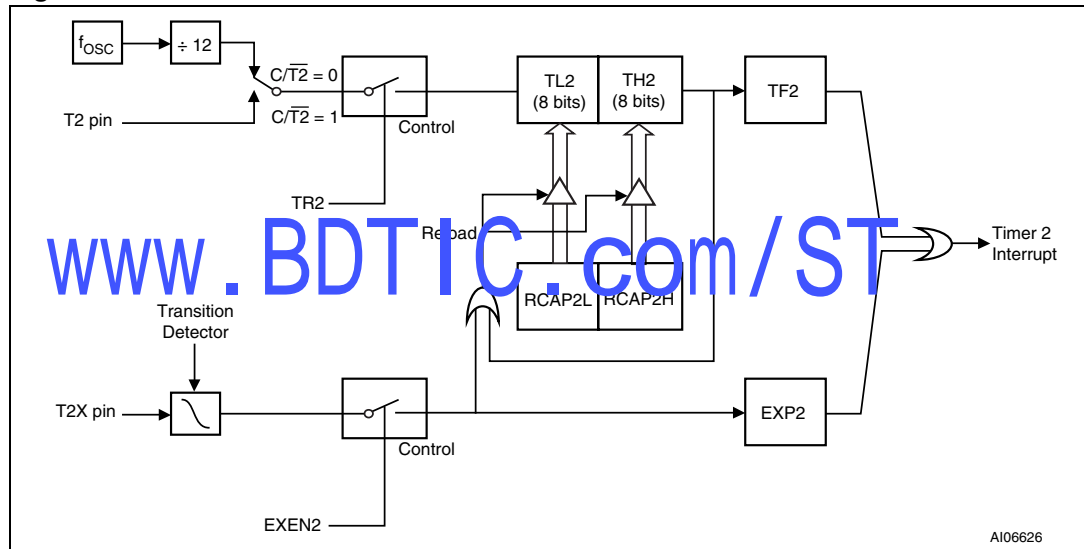 fOSC
÷ 12
C/T2 = 0
T2 pin
C/T2 = 1
Control
TL2
(8 bits)
TH2
(8 bits)
TF2
TR2
Reload
www.BDTIC.com/ST
Timer 2
Interrupt
RCAP2L
RCAP2H
Transition
Detector
T2X pin
Control
EXP2
EXEN2
AI06626